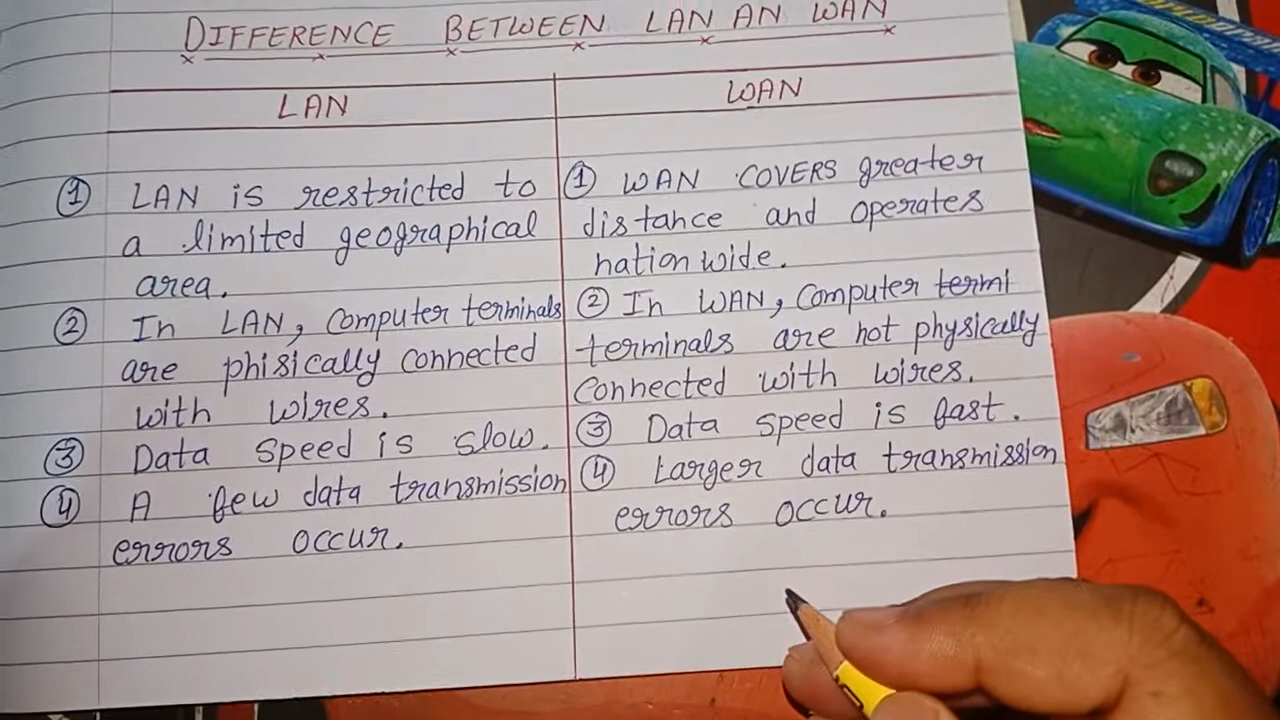 DIFFERENCE BETWEEN LAN AN WAN
LAN
① LAN is restricted to
a limited geographical
area.
② In LAN, computer terminals
are phisically connected
with wires.
③ Data speed is slow.
④ A few data transmission
errors occur.
WAN
① WAN COVERS greater
distance and operates
nation wide.
② In WAN, computer termi
terminals are not physically
connected with wires.
③ Data speed is fast.
④ Larger data transmission
errors occur.